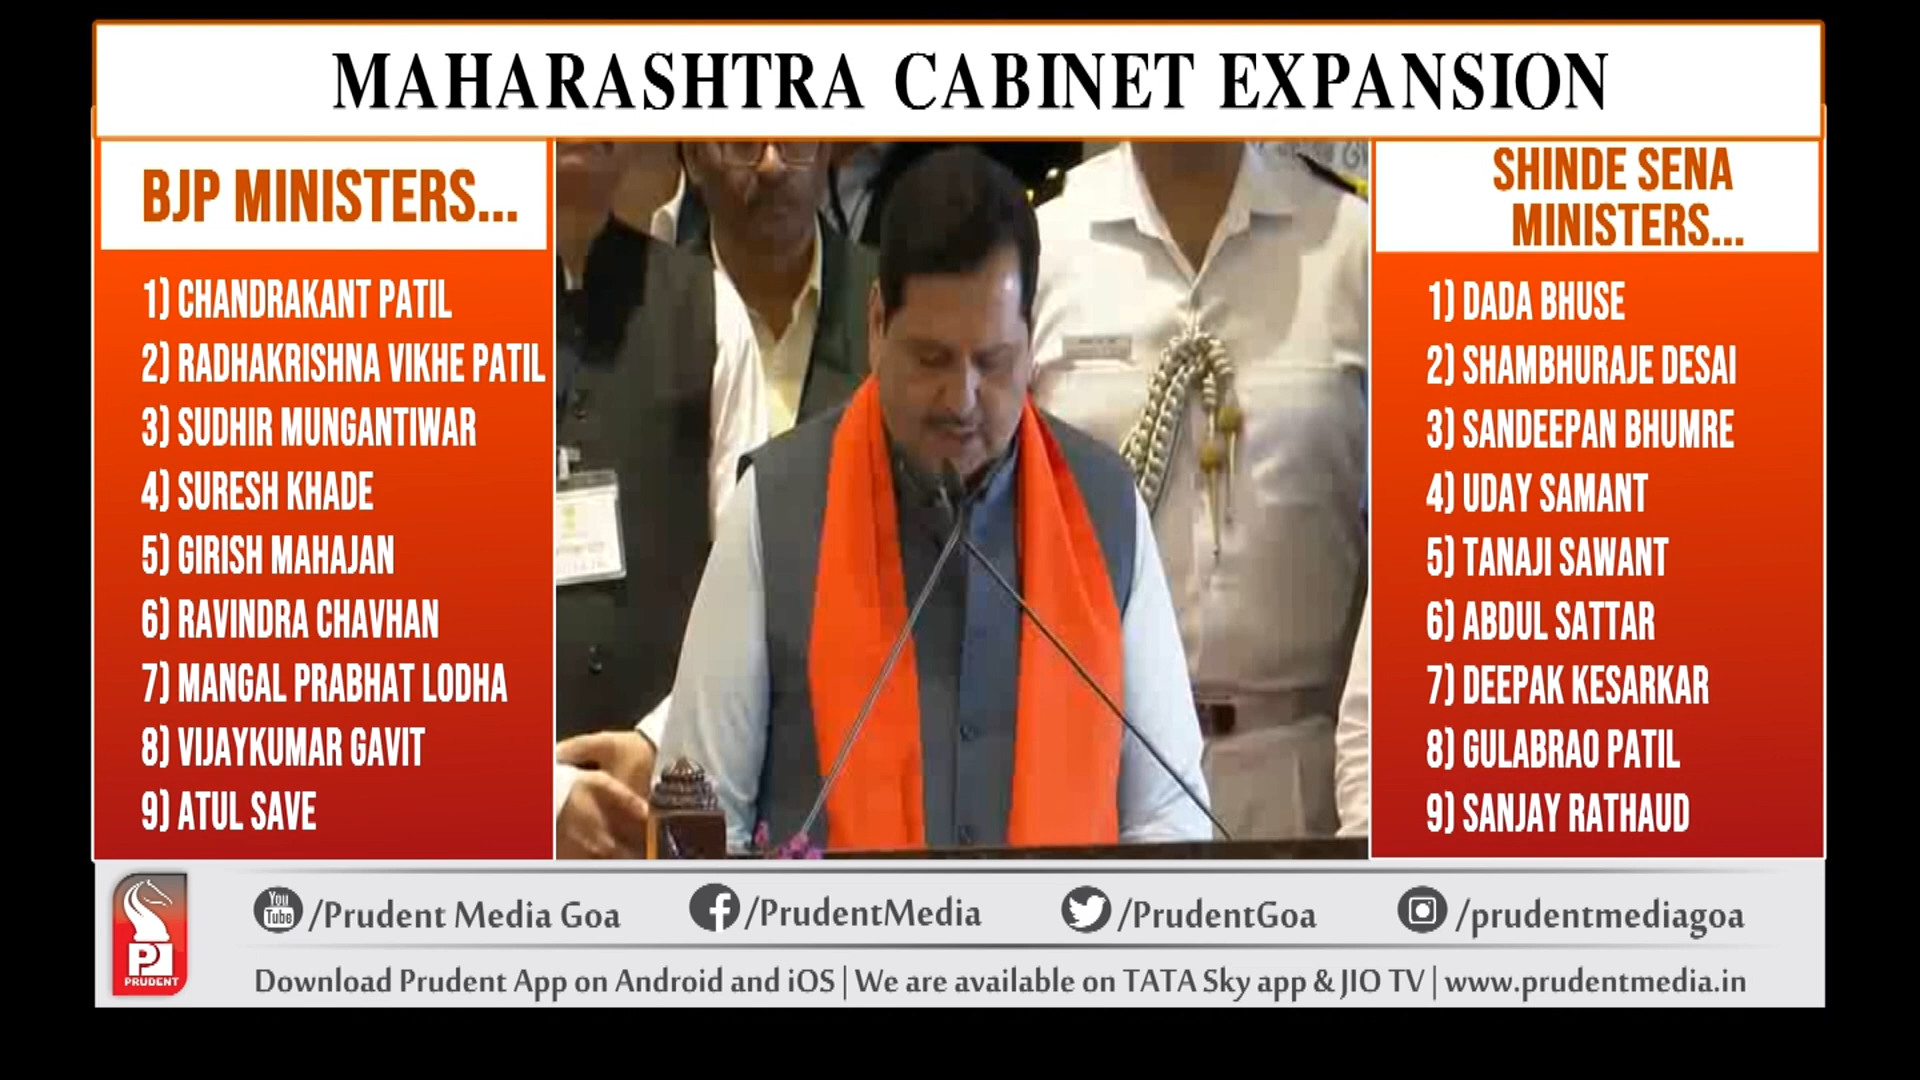 MAHARASHTRA CABINET EXPANSION
BJP MINISTERS...
1) CHANDRAKANT PATIL
2) RADHAKRISHNA VIKHE PATIL
3) SUDHIR MUNGANTIWAR
4) SURESH KHADE
5) GIRISH MAHAJAN
6) RAVINDRA CHAVHAN
7) MANGAL PRABHAT LODHA
8) VIJAYKUMAR GAVIT
9) ATUL SAVE
SHINDE SENA
MINISTERS...
1) DADA BHUSE
2) SHAMBHURAJE DESAI
3) SANDEEPAN BHUMRE
4) UDAY SAMANT
5) TANAJI SAWANT
6) ABDUL SATTAR
7) DEEPAK KESARKAR
8) GULABRAO PATIL
9) SANJAY RATHAUD
PRUDENT
You Tube /Prudent Media Goa /PrudentMedia /PrudentGoa /prudentmediagoa
Download Prudent App on Android and iOS | We are available on TATA Sky app & JIO TV | www.prudentmedia.in